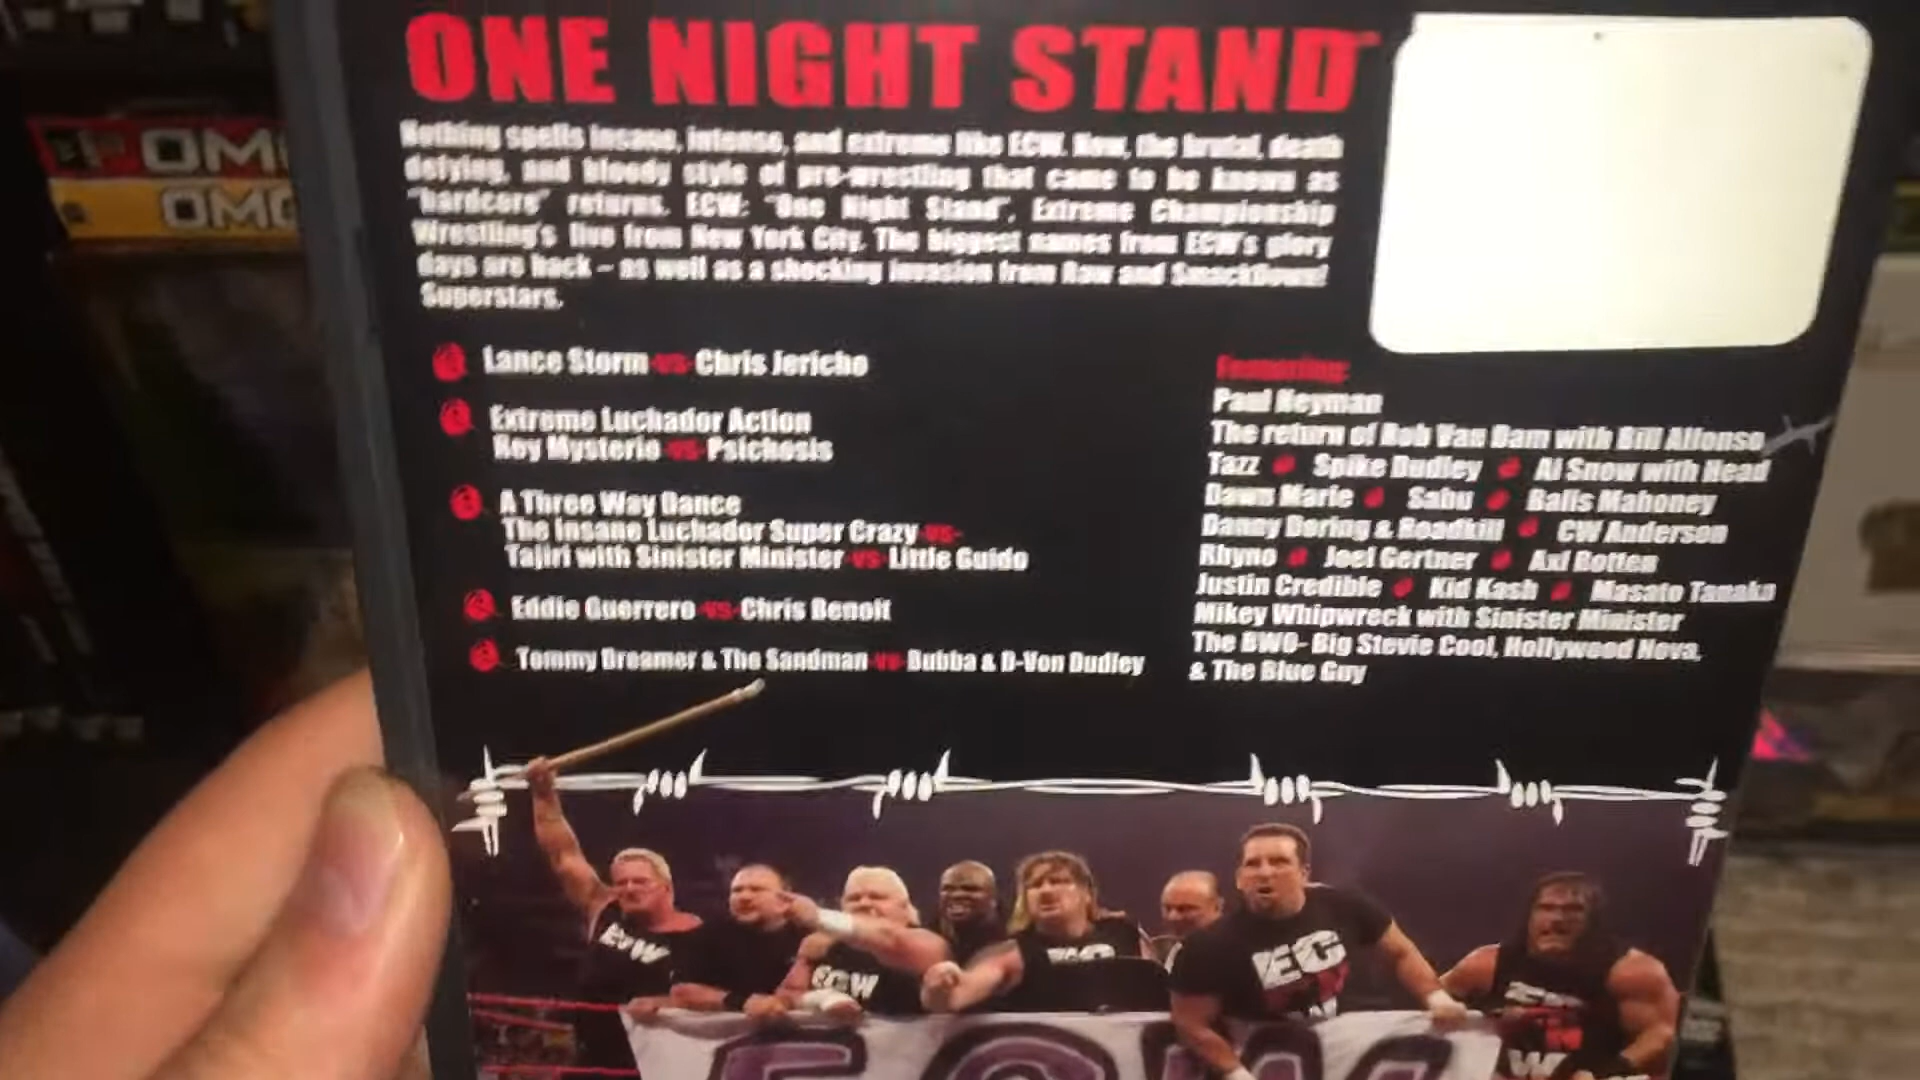 ONE NIGHT STAND
Nothing spells insane, intense, and extreme like ECW. Now, the brutal, death
defying, and bloody style of pro-wrestling that came to be known as
"hardcore" returns. ECW: "One Night Stand". Extreme Championship
Wrestling's live from New York City. The biggest names from ECW's glory
days are back – as well as a shocking invasion from Raw and SmackDown!
Superstars.
Lance Storm -vs- Chris Jericho
Extreme Luchador Action
Rey Mysterio -vs- Psichosis
A Three Way Dance
The Insane Luchador Super Crazy -vs-
Tajiri with Sinister Minister -vs- Little Guido
Eddie Guerrero -vs- Chris Benoit
Tommy Dreamer & The Sandman -vs- Bubba & D-Von Dudley
Featuring:
Paul Heyman
The return of Rob Van Dam with Bill Alfonso
Tazz Spike Dudley Al Snow with Head
Dawn Marie Sabu Balls Mahoney
Danny Doring & Roadkill CW Anderson
Rhyno Joel Gertner Axl Rotten
Justin Credible Kid Kash Masato Tanaka
Mikey Whipwreck with Sinister Minister
The BWO- Big Stevie Cool, Hollywood Nova,
& The Blue Guy
OM
OMG
ECW
ECW
EC
W
ECW